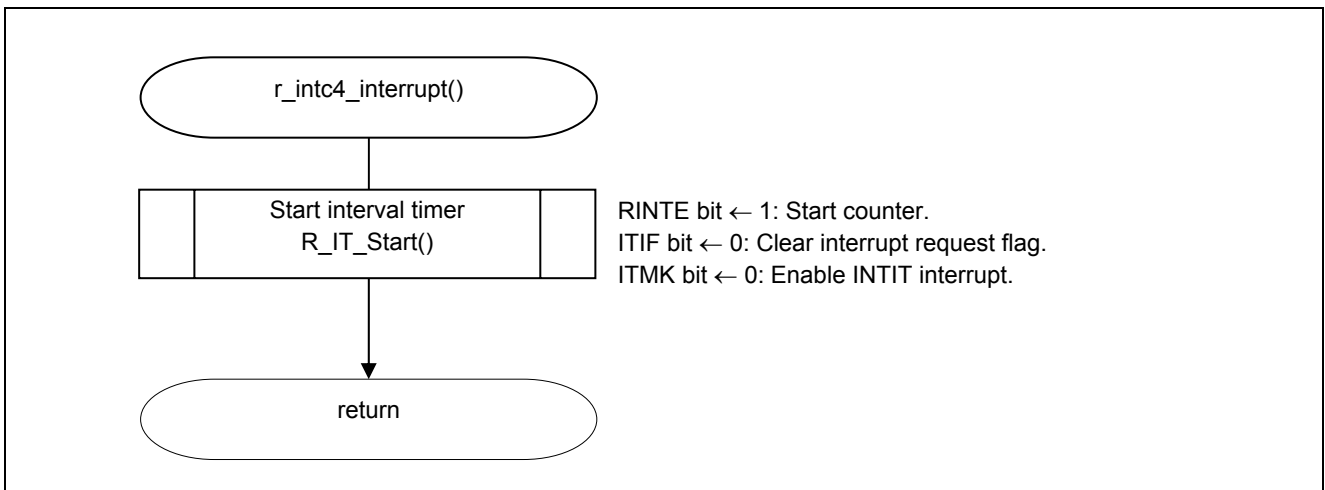 r_intc4_interrupt()
Start interval timer
R_IT_Start()
RINTE bit ← 1: Start counter.
ITIF bit ← 0: Clear interrupt request flag.
ITMK bit ← 0: Enable INTIT interrupt.
return